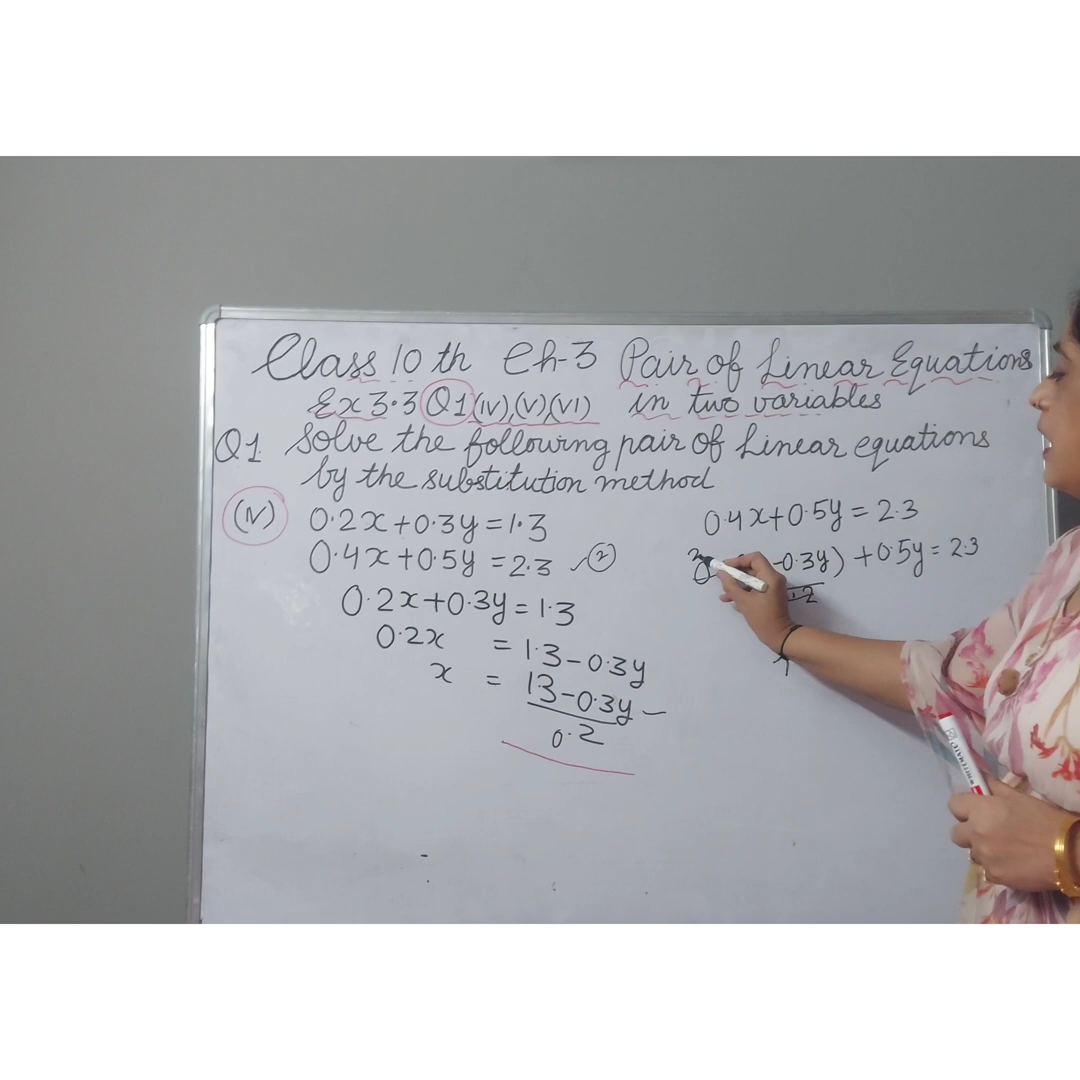 Class 10 th Ch-3 Pair of Linear Equations
Ex 3.3 Q1 (IV),(V),(VI) in two variables
Q1. Solve the following pair of Linear equations
by the substitution method
(IV) 0.2x+0.3y=1.3
0.4x+0.5y=2.3 ②
0.2x+0.3y=1.3
0.2x = 1.3-0.3y
x = 13-0.3y
0.2
0.4x+0.5y=2.3
-0.3y) +0.5y=2.3